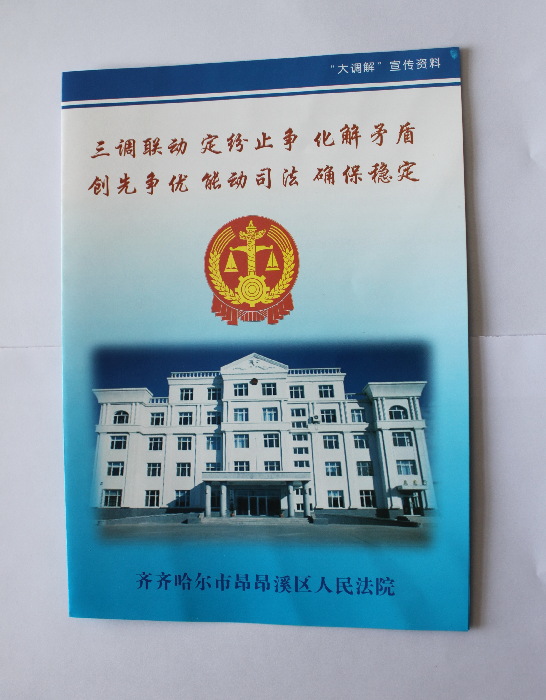 “大调解”宣传资料
三调联动 定纷止争 化解矛盾
创先争优 能动司法 确保稳定
齐齐哈尔市昂昂溪区人民法院